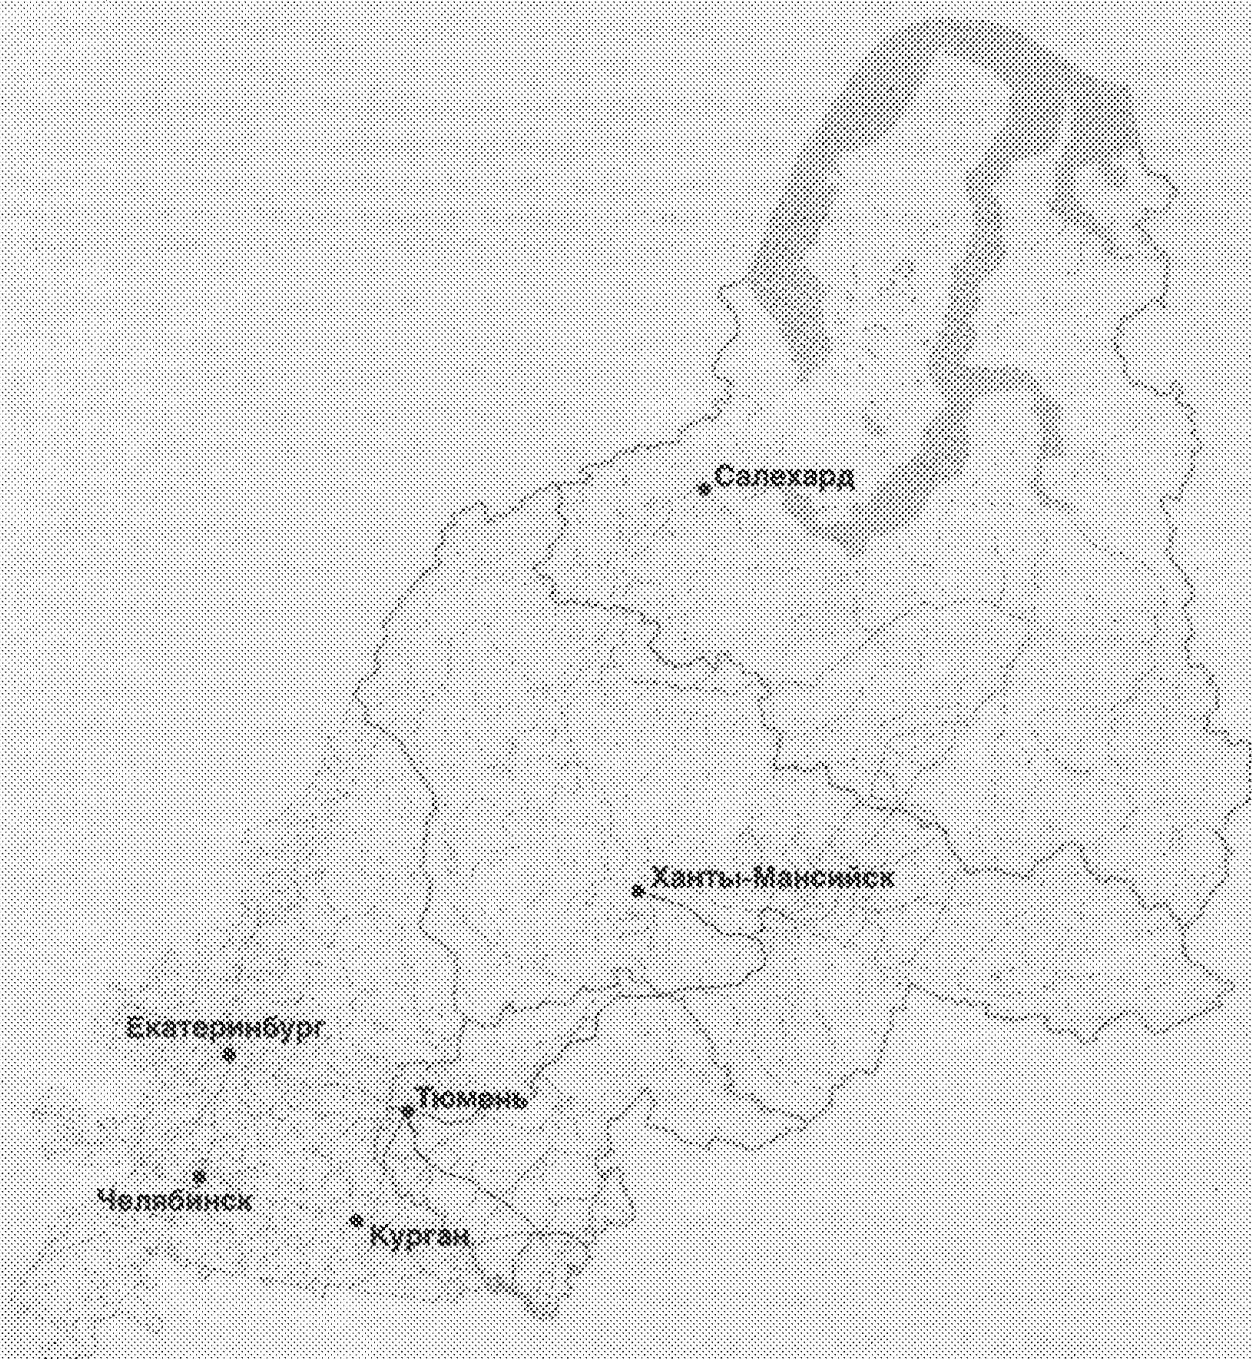 Салехард
Ханты-Мансийск
Екатеринбург
Тюмень
Челябинск
Курган